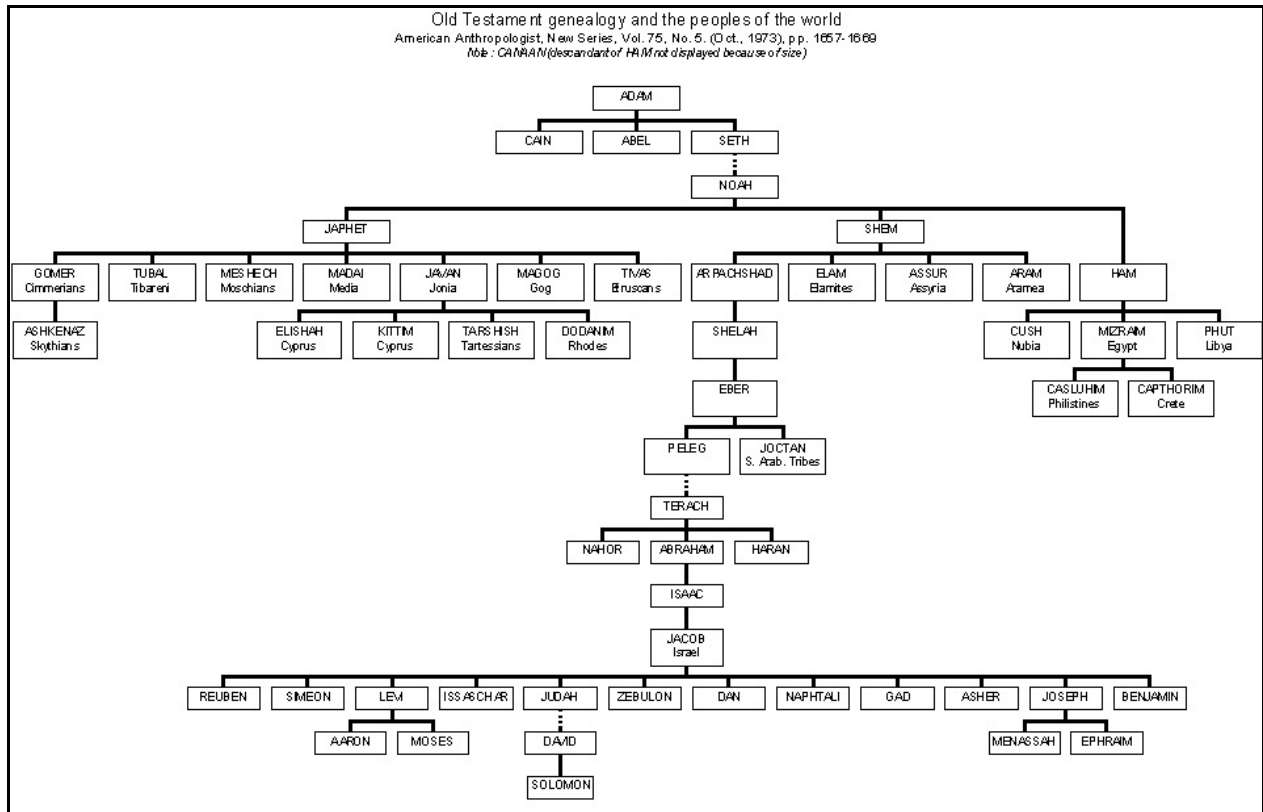 Old Testament genealogy and the peoples of the world
American Anthropologist, New Series, Vol. 75, No. 5. (Oct., 1973), pp. 1657-1669
Note : CANAAN (descandant of HAM not displayed because of size)
ADAM
CAIN
ABEL
SETH
NOAH
JAPHET
SHEM
GOMER
Cimmerians
TUBAL
Tibareni
MESHECH
Moschians
MADAI
Media
JAVAN
Jonia
MAGOG
Gog
TIVAS
Etruscans
ARPACHSHAD
ELAM
Elamites
ASSUR
Assyria
ARAM
Aramea
HAM
ASHKENAZ
Skythians
ELISHAH
Cyprus
KITTIM
Cyprus
TARSHISH
Tartessians
DODANIM
Rhodes
SHELAH
CUSH
Nubia
MIZRAIM
Egypt
PHUT
Libya
EBER
CASLUHIM
Philistines
CAPTHORIM
Crete
PELEG
JOCTAN
S. Arab. Tribes
TERACH
NAHOR
ABRAHAM
HARAN
ISAAC
JACOB
Israel
REUBEN
SIMEON
LEVI
ISSASCHAR
JUDAH
ZEBULON
DAN
NAPHTALI
GAD
ASHER
JOSEPH
BENJAMIN
AARON
MOSES
DAVID
MENASSAH
EPHRAIM
SOLOMON